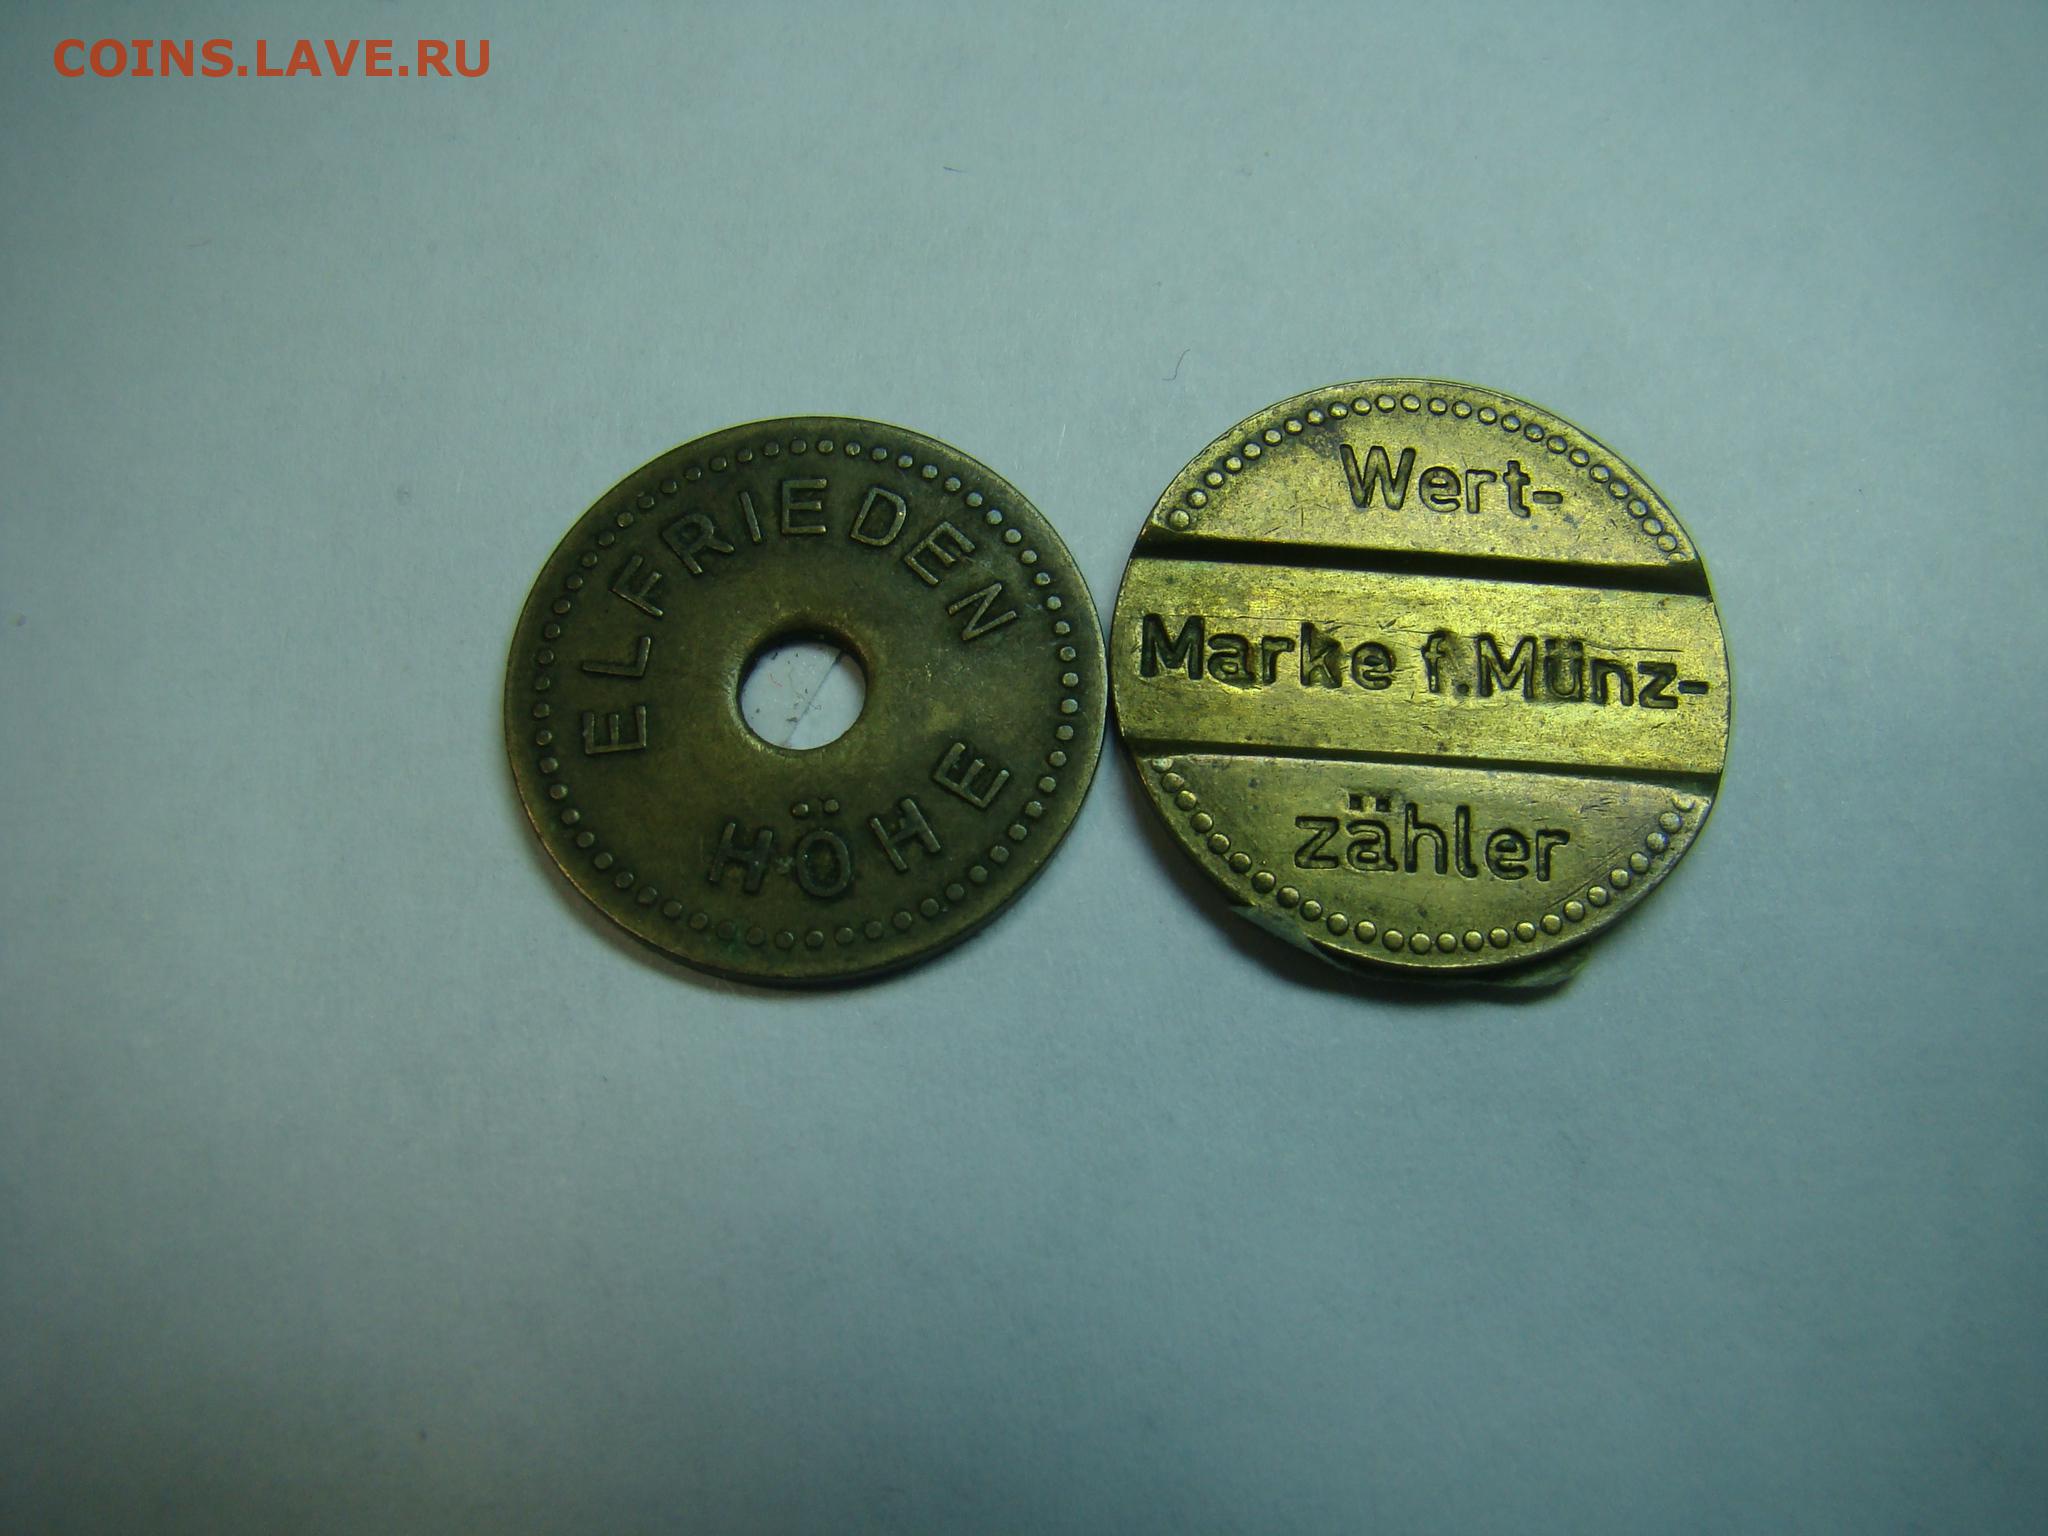 COINS.LAVE.RU
ELFRIEDEN
HÖHE
Wert-
Marke f. Münz-
zähler